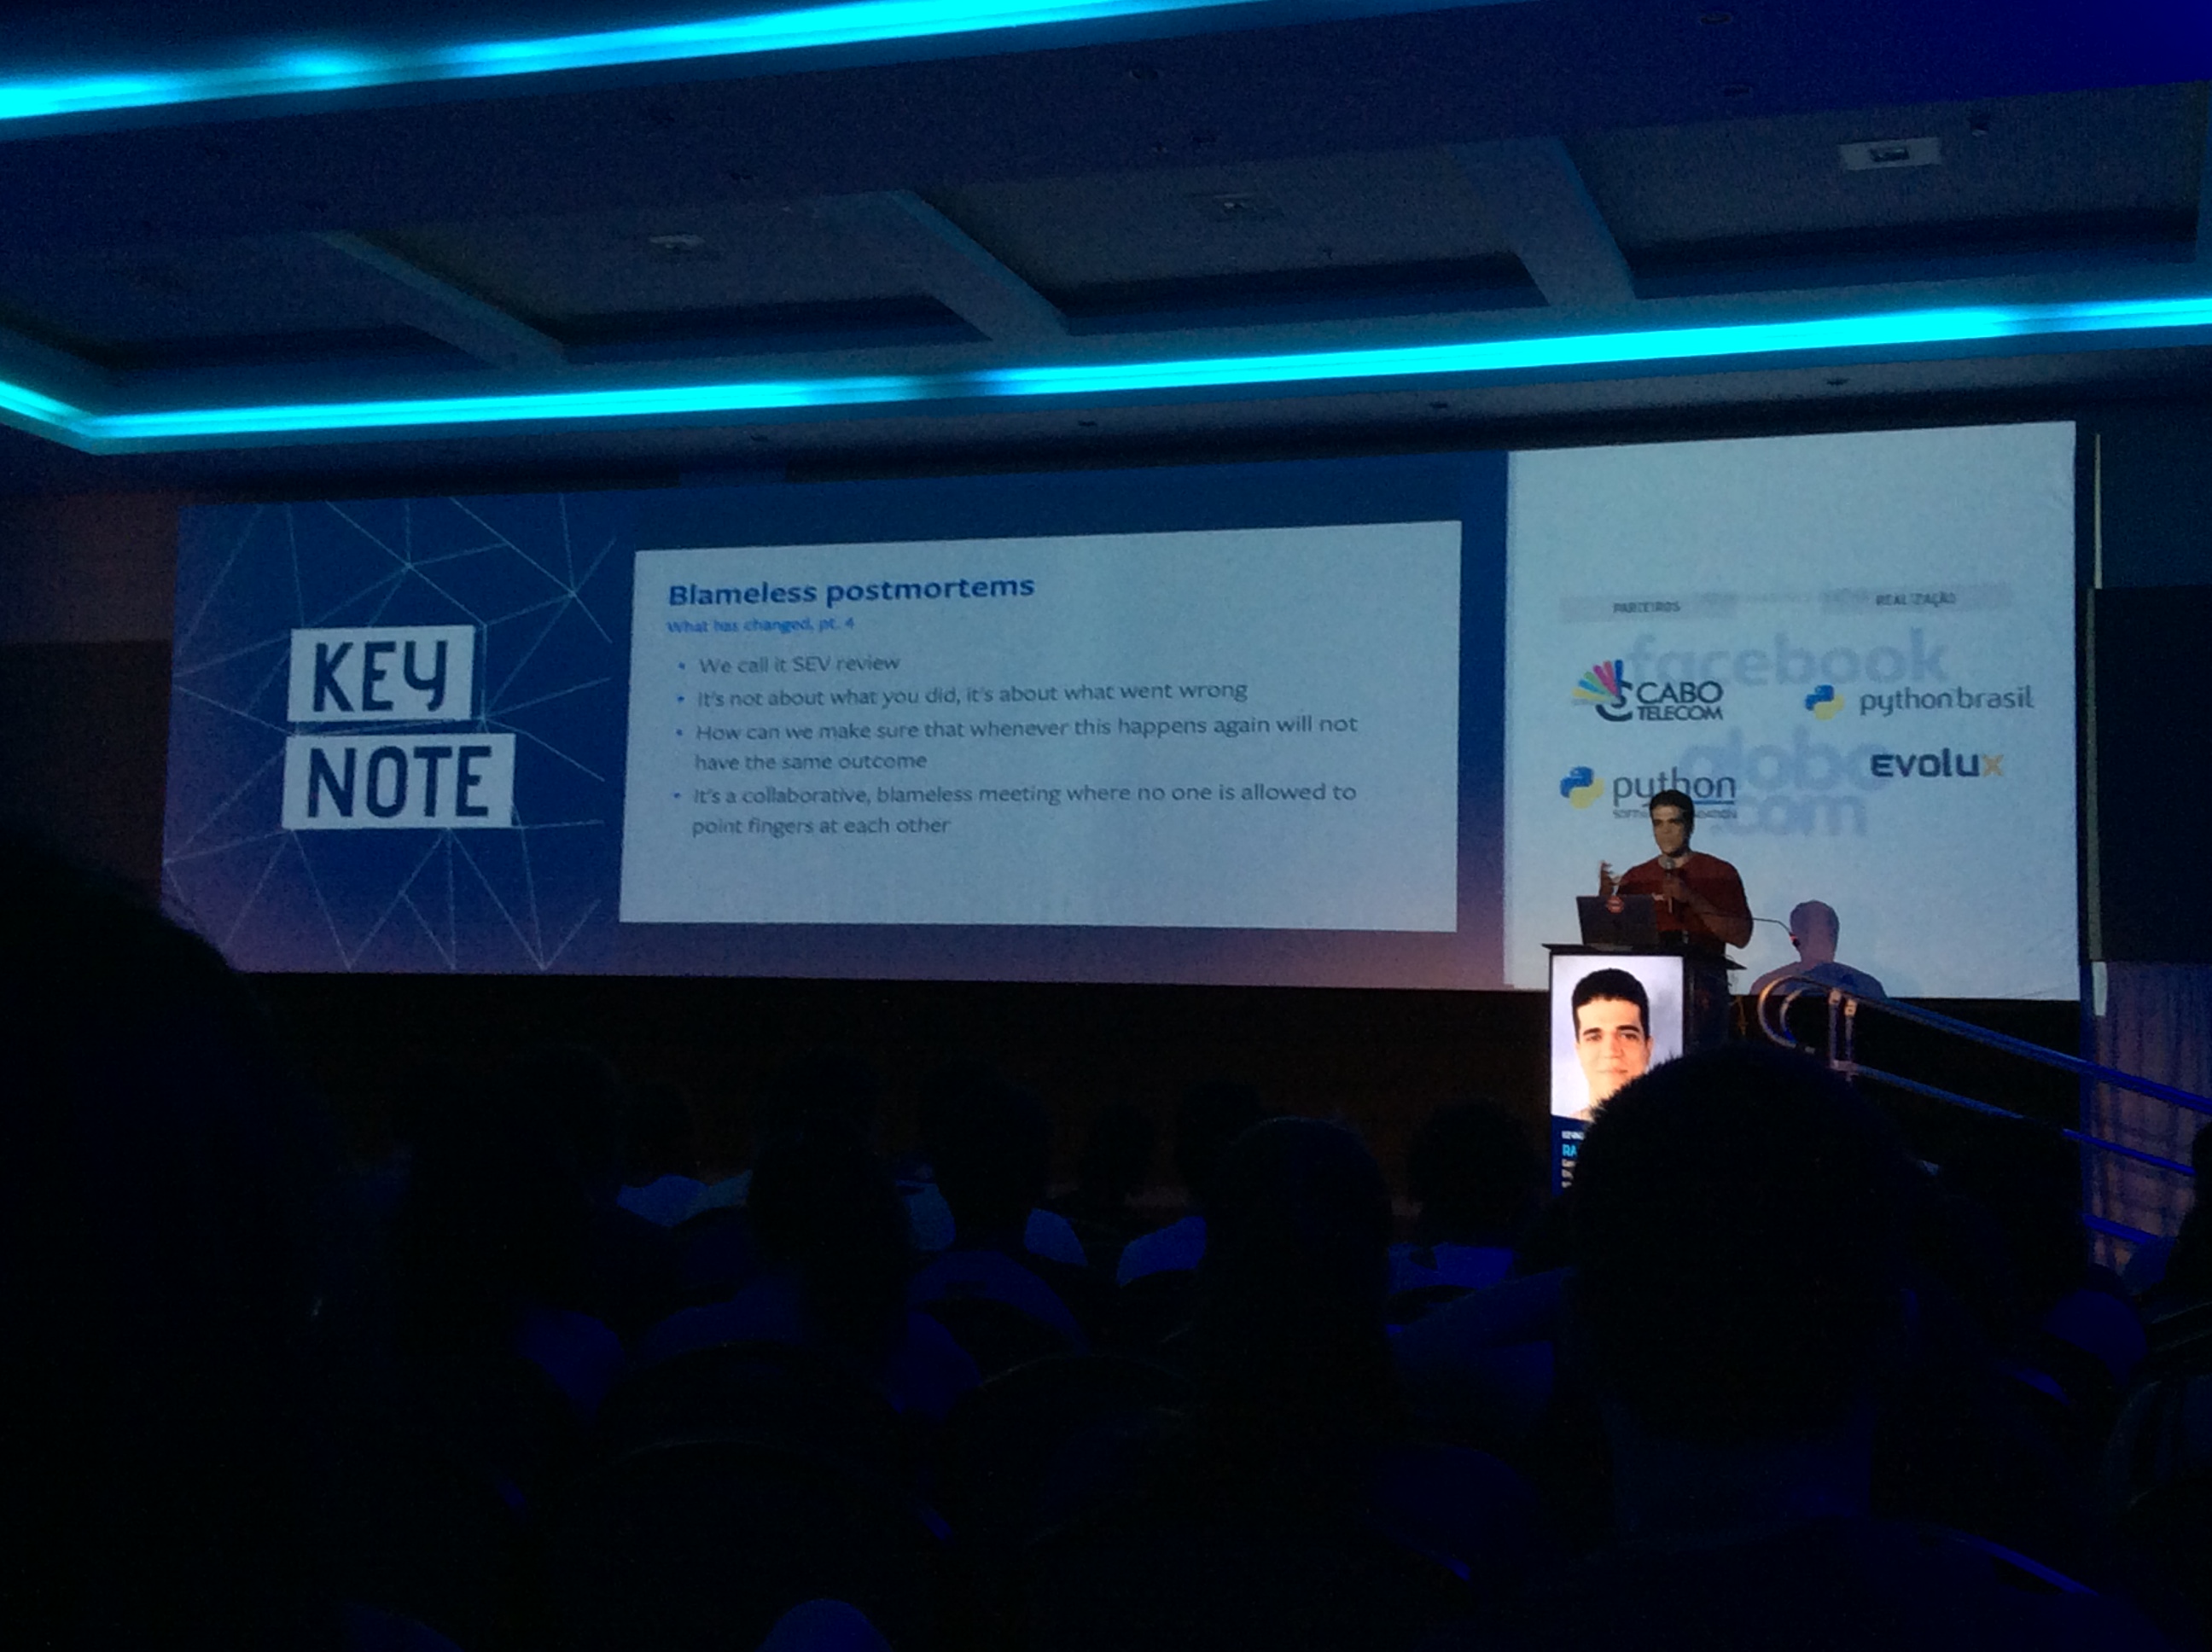 KEY
NOTE
Blameless postmortems
What has changed, pt. 4
• We call it SEV review
• It's not about what you did, it's about what went wrong
• How can we make sure that whenever this happens again will not
have the same outcome
• It's a collaborative, blameless meeting where no one is allowed to
point fingers at each other
PARCEIROS
REALIZAÇÃO
facebook
CABO
TELECOM
pythonbrasil
globo
.com
python
Evolux
RA